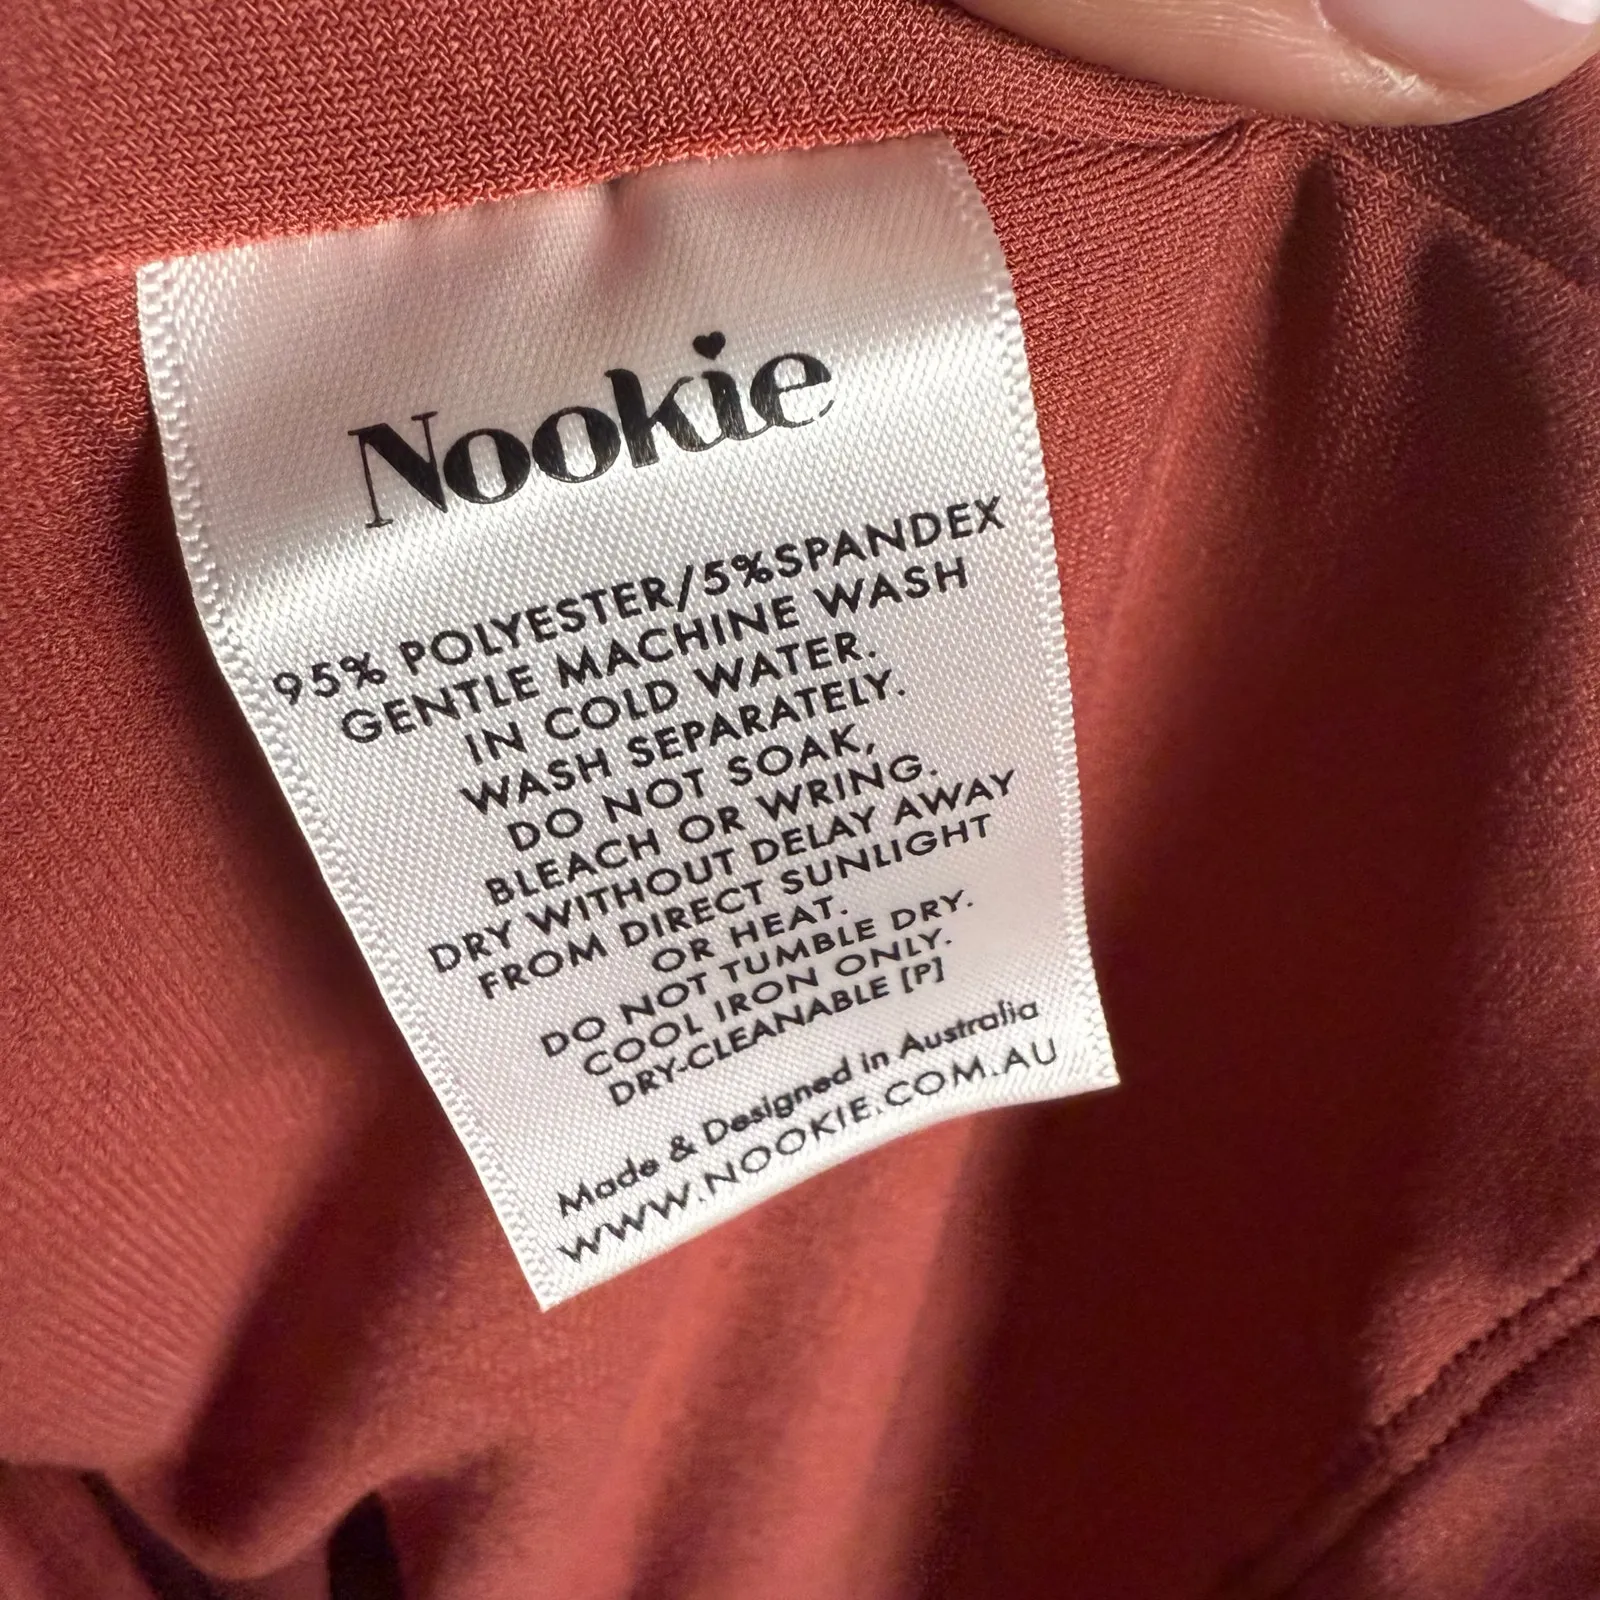 Nookie
95% POLYESTER/5%SPANDEX
GENTLE MACHINE WASH
IN COLD WATER.
WASH SEPARATELY.
DO NOT SOAK,
BLEACH OR WRING.
DRY WITHOUT DELAY AWAY
FROM DIRECT SUNLIGHT
OR HEAT.
DO NOT TUMBLE DRY.
COOL IRON ONLY.
DRY-CLEANABLE [P]
Made & Designed in Australia
WWW.NOOKIE.COM.AU